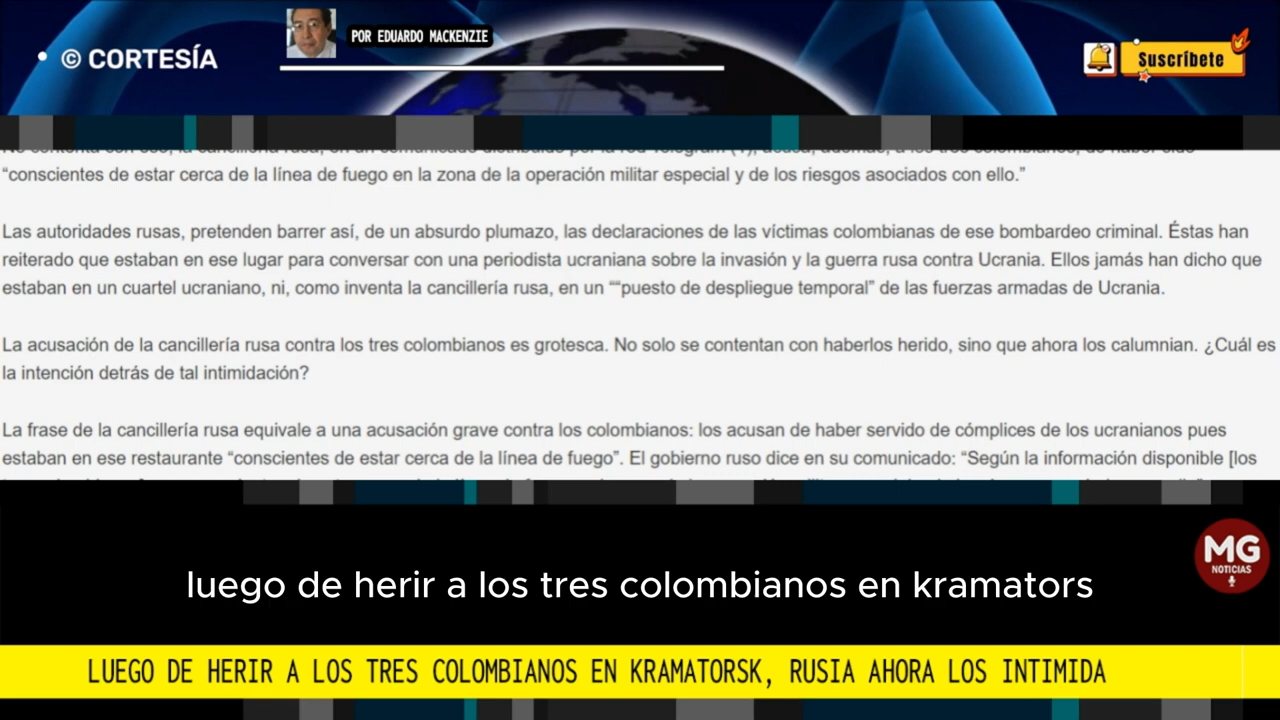 POR EDUARDO MACKENZIE
© CORTESÍA
Suscríbete
“conscientes de estar cerca de la línea de fuego en la zona de la operación militar especial y de los riesgos asociados con ello.”
Las autoridades rusas, pretenden barrer así, de un absurdo plumazo, las declaraciones de las víctimas colombianas de ese bombardeo criminal. Éstas han
reiterado que estaban en ese lugar para conversar con una periodista ucraniana sobre la invasión y la guerra rusa contra Ucrania. Ellos jamás han dicho que
estaban en un cuartel ucraniano, ni, como inventa la cancillería rusa, en un ““puesto de despliegue temporal” de las fuerzas armadas de Ucrania.
La acusación de la cancillería rusa contra los tres colombianos es grotesca. No solo se contentan con haberlos herido, sino que ahora los calumnian. ¿Cuál es
la intención detrás de tal intimidación?
La frase de la cancillería rusa equivale a una acusación grave contra los colombianos: los acusan de haber servido de cómplices de los ucranianos pues
estaban en ese restaurante “conscientes de estar cerca de la línea de fuego”. El gobierno ruso dice en su comunicado: “Según la información disponible [los
MG
NOTICIAS
luego de herir a los tres colombianos en kramators
LUEGO DE HERIR A LOS TRES COLOMBIANOS EN KRAMATORSK, RUSIA AHORA LOS INTIMIDA